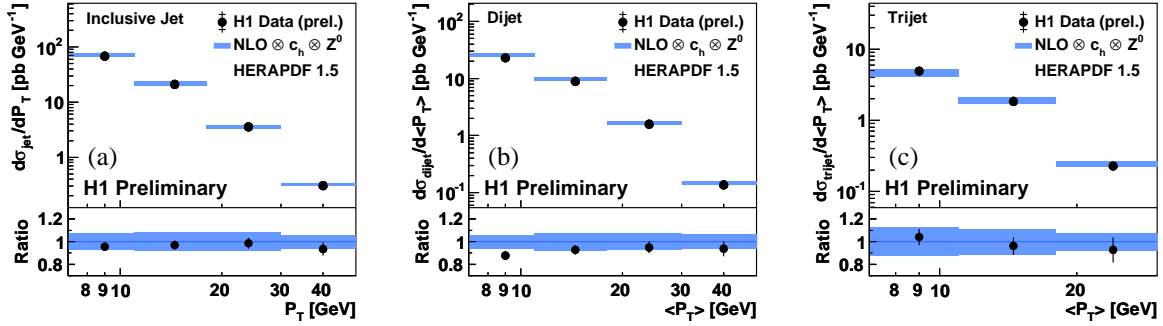 Inclusive Jet
H1 Data (prel.)
NLO ⊗ c_h ⊗ Z^0
HERAPDF 1.5
dσ_jet/dP_T [pb GeV^-1]
10^2
10
1
(a)
H1 Preliminary
Ratio
1.2
1
0.8
8 9 10 20 30 40
P_T [GeV]
Dijet
H1 Data (prel.)
NLO ⊗ c_h ⊗ Z^0
HERAPDF 1.5
dσ_dijet/d<P_T> [pb GeV^-1]
10^2
10
1
10^-1
(b)
H1 Preliminary
Ratio
1.2
1
0.8
8 9 10 20 30 40
<P_T> [GeV]
Trijet
H1 Data (prel.)
NLO ⊗ c_h ⊗ Z^0
HERAPDF 1.5
dσ_trijet/d<P_T> [pb GeV^-1]
10
1
10^-1
(c)
H1 Preliminary
Ratio
1.2
1
0.8
8 9 10 20
<P_T> [GeV]